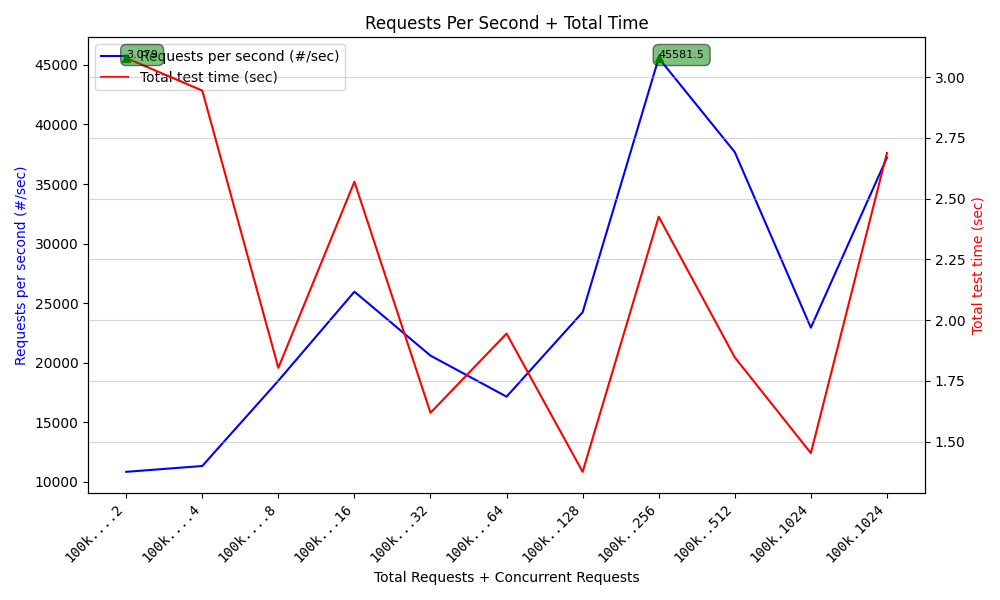 Requests Per Second + Total Time
Requests per second (#/sec)
Total test time (sec)
3.079
45581.5
45000
40000
35000
30000
25000
20000
15000
10000
Requests per second (#/sec)
3.00
2.75
2.50
2.25
2.00
1.75
1.50
Total test time (sec)
100k....2
100k....4
100k....8
100k...16
100k...32
100k...64
100k..128
100k..256
100k..512
100k.1024
100k.1024
Total Requests + Concurrent Requests